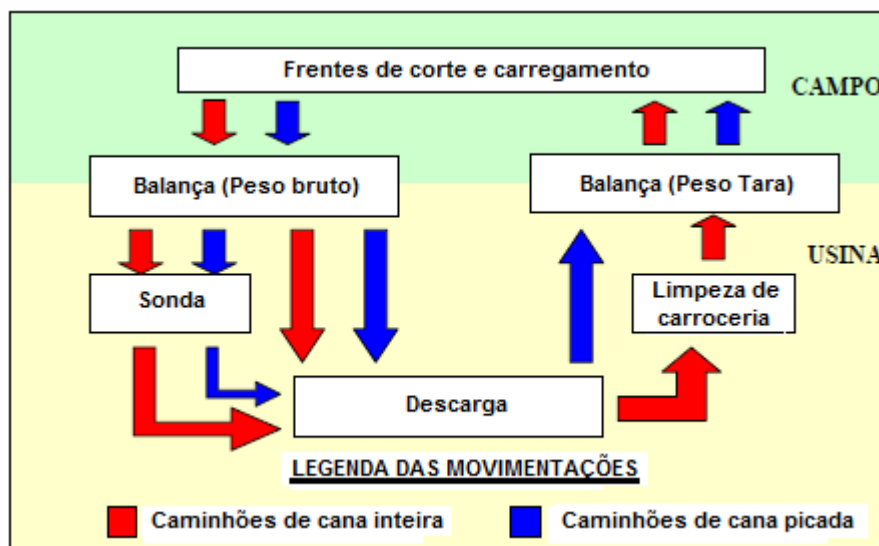 Frentes de corte e carregamento
CAMPO
Balança (Peso bruto)
Balança (Peso Tara)
USINA
Sonda
Limpeza de
carroceria
Descarga
LEGENDA DAS MOVIMENTAÇÕES
Caminhões de cana inteira
Caminhões de cana picada